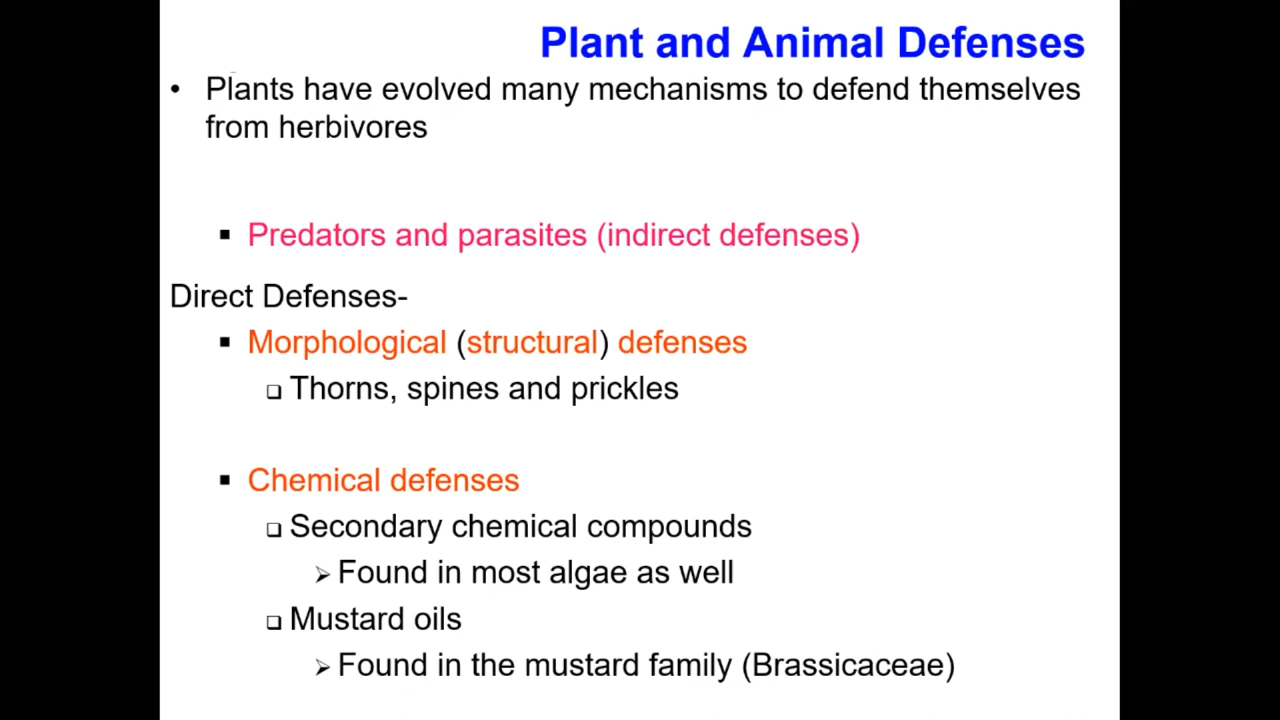 Plant and Animal Defenses
• Plants have evolved many mechanisms to defend themselves
from herbivores
▪ Predators and parasites (indirect defenses)
Direct Defenses-
▪ Morphological (structural) defenses
❑ Thorns, spines and prickles
▪ Chemical defenses
❑ Secondary chemical compounds
➢ Found in most algae as well
❑ Mustard oils
➢ Found in the mustard family (Brassicaceae)